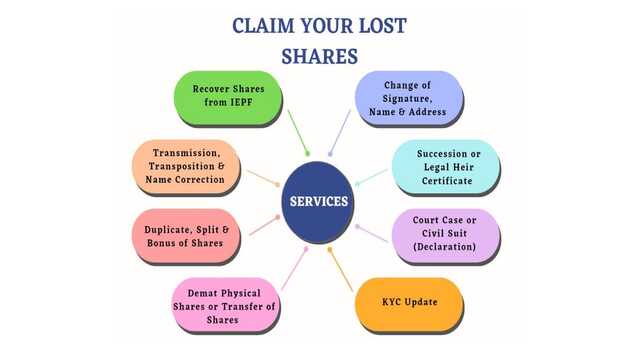 CLAIM YOUR LOST
SHARES
Recover Shares
from IEPF
Change of
Signature,
Name & Address
Transmission,
Transposition &
Name Correction
Succession or
Legal Heir
Certificate
SERVICES
Duplicate, Split &
Bonus of Shares
Court Case or
Civil Suit
(Declaration)
Demat Physical
Shares or Transfer of
Shares
KYC Update